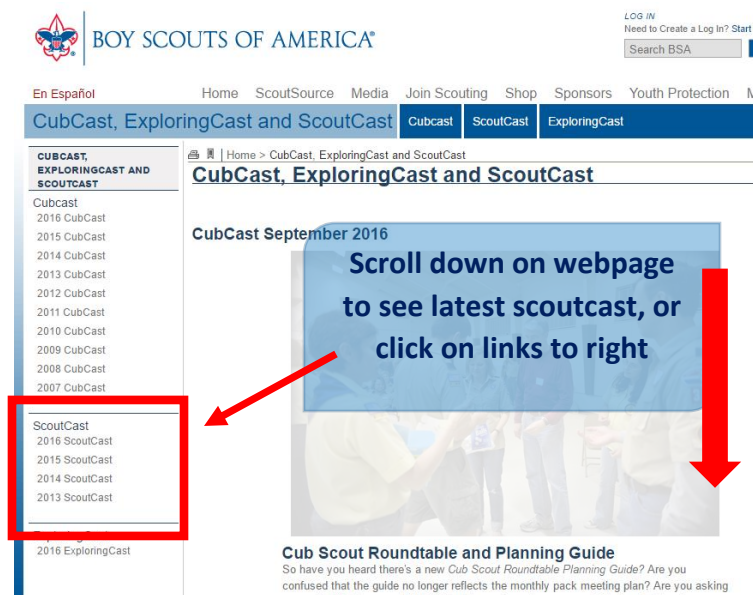 BOY SCOUTS OF AMERICA®
LOG IN
Need to Create a Log In? Start
Search BSA
En Español
Home ScoutSource Media Join Scouting Shop Sponsors Youth Protection M
CubCast, ExploringCast and ScoutCast Cubcast ScoutCast ExploringCast
CUBCAST,
EXPLORINGCAST AND
SCOUTCAST
Cubcast
2016 CubCast
2015 CubCast
2014 CubCast
2013 CubCast
2012 CubCast
2011 CubCast
2010 CubCast
2009 CubCast
2008 CubCast
2007 CubCast
ScoutCast
2016 ScoutCast
2015 ScoutCast
2014 ScoutCast
2013 ScoutCast
2016 ExploringCast
| Home > CubCast, ExploringCast and ScoutCast
CubCast, ExploringCast and ScoutCast
CubCast September 2016
Scroll down on webpage
to see latest scoutcast, or
click on links to right
Cub Scout Roundtable and Planning Guide
So have you heard there's a new Cub Scout Roundtable Planning Guide? Are you
confused that the guide no longer reflects the monthly pack meeting plan? Are you asking